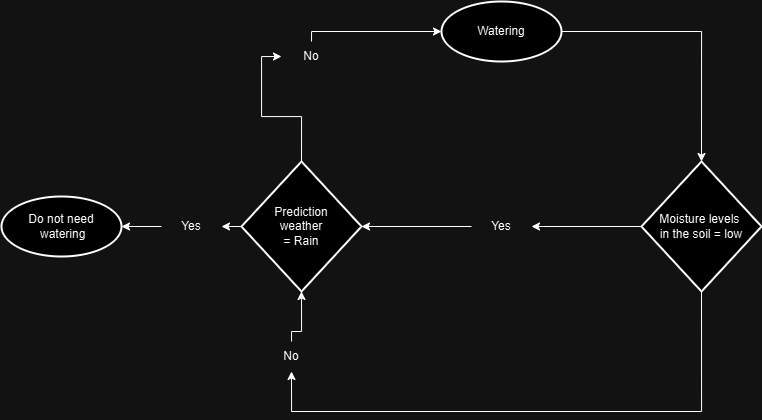 Watering
No
Do not need
watering
Yes
Prediction
weather
= Rain
Yes
Moisture levels
in the soil = low
No